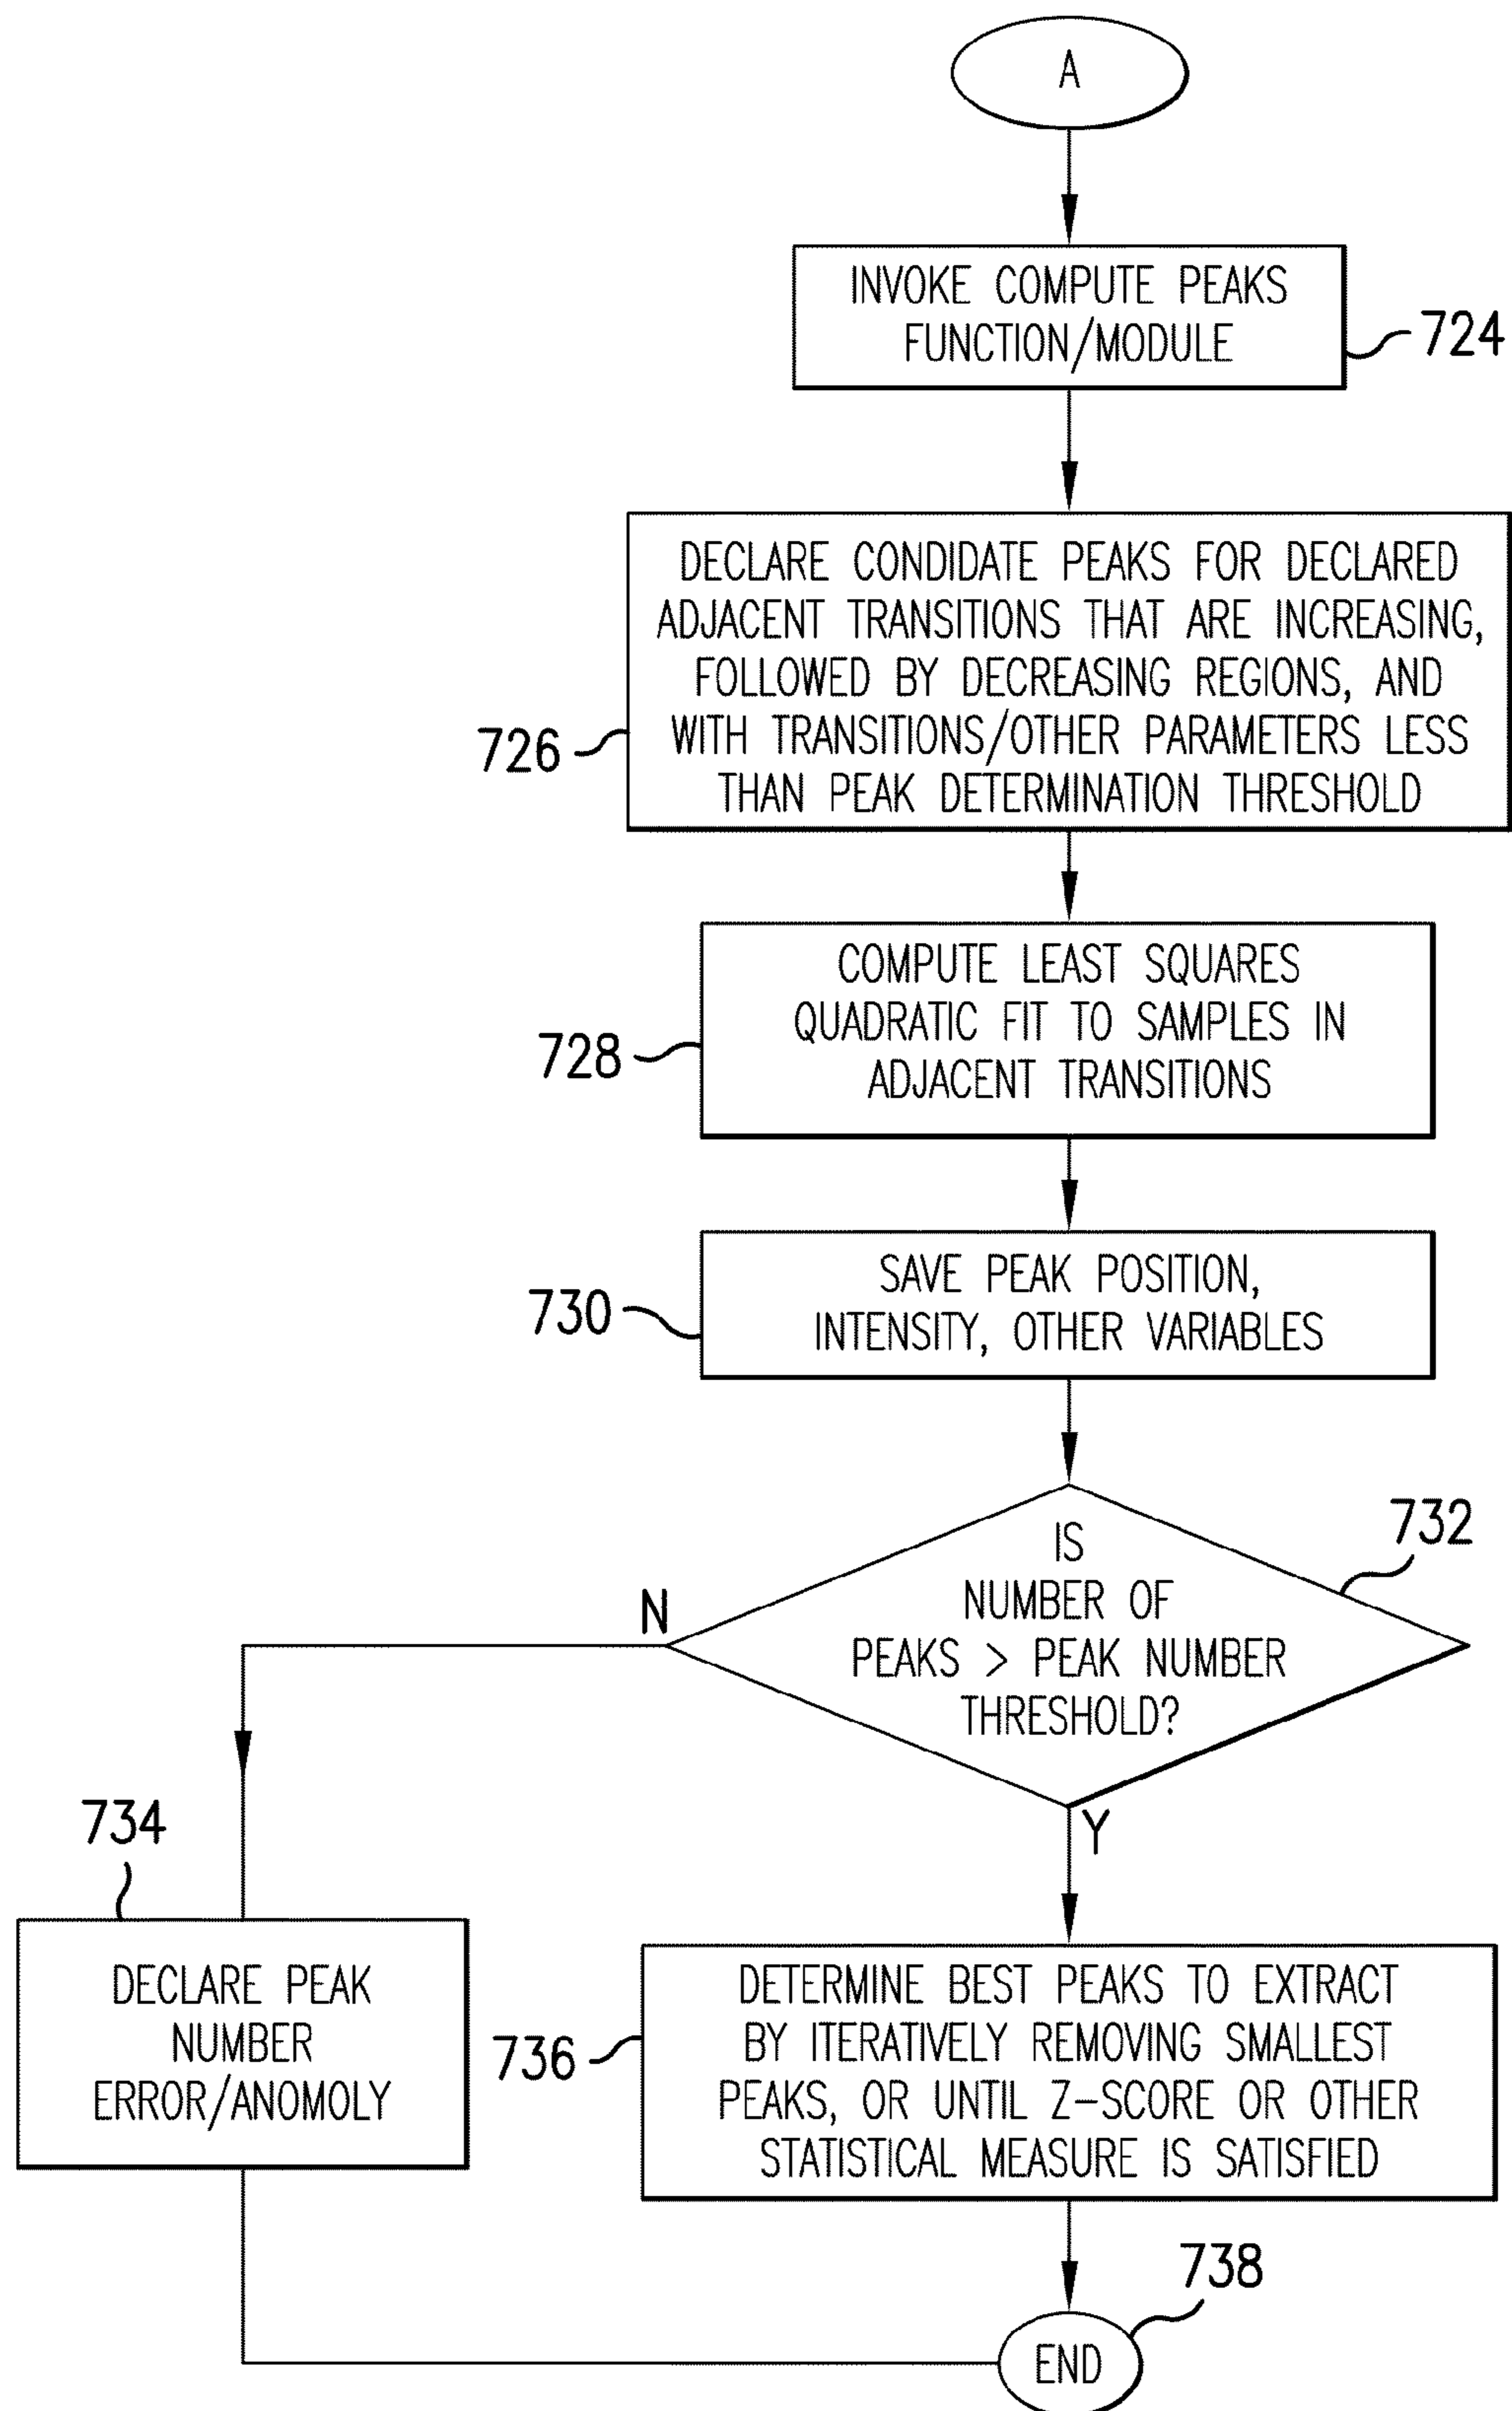 A
INVOKE COMPUTE PEAKS
FUNCTION/MODULE
724
DECLARE CONDIDATE PEAKS FOR DECLARED
ADJACENT TRANSITIONS THAT ARE INCREASING,
FOLLOWED BY DECREASING REGIONS, AND
WITH TRANSITIONS/OTHER PARAMETERS LESS
THAN PEAK DETERMINATION THRESHOLD
726
COMPUTE LEAST SQUARES
QUADRATIC FIT TO SAMPLES IN
ADJACENT TRANSITIONS
728
SAVE PEAK POSITION,
INTENSITY, OTHER VARIABLES
730
IS
NUMBER OF
PEAKS > PEAK NUMBER
THRESHOLD?
732
N
Y
734
DECLARE PEAK
NUMBER
ERROR/ANOMOLY
DETERMINE BEST PEAKS TO EXTRACT
BY ITERATIVELY REMOVING SMALLEST
PEAKS, OR UNTIL Z-SCORE OR OTHER
STATISTICAL MEASURE IS SATISFIED
736
738
END